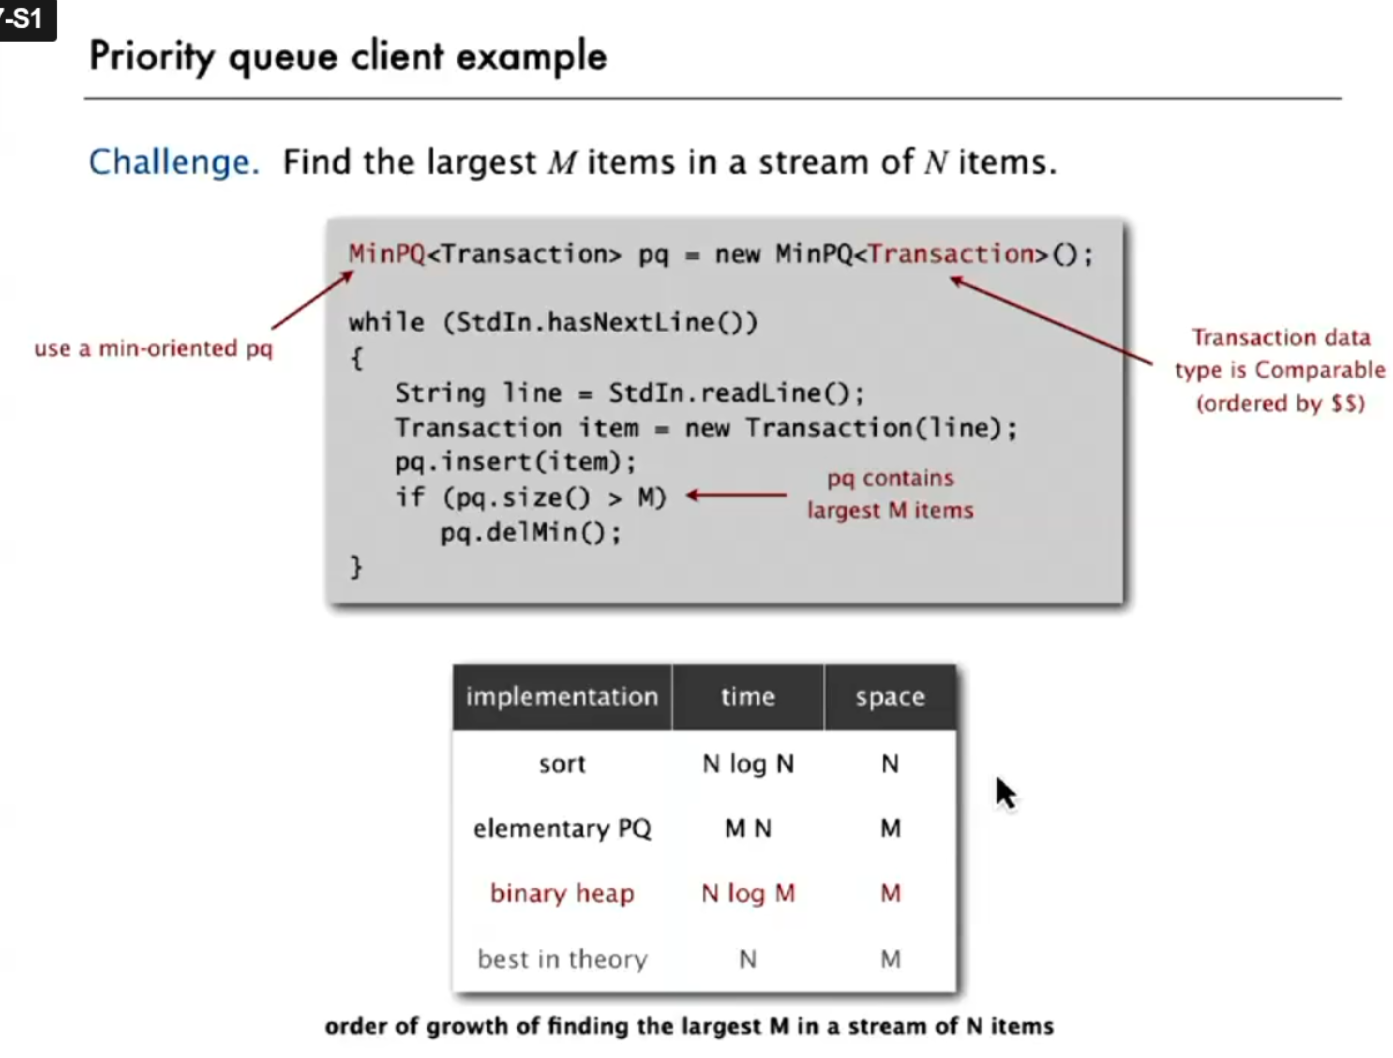 7-S1
Priority queue client example
Challenge. Find the largest M items in a stream of N items.
MinPQ<Transaction> pq = new MinPQ<Transaction>();
use a min-oriented pq
Transaction data
type is Comparable
(ordered by $$)
while (StdIn.hasNextLine())
{
String line = StdIn.readLine();
Transaction item = new Transaction(line);
pq.insert(item);
if (pq.size() > M)
pq.delMin();
}
pq contains
largest M items
implementation time space
sort N log N N
elementary PQ M N M
binary heap N log M M
best in theory N M
order of growth of finding the largest M in a stream of N items